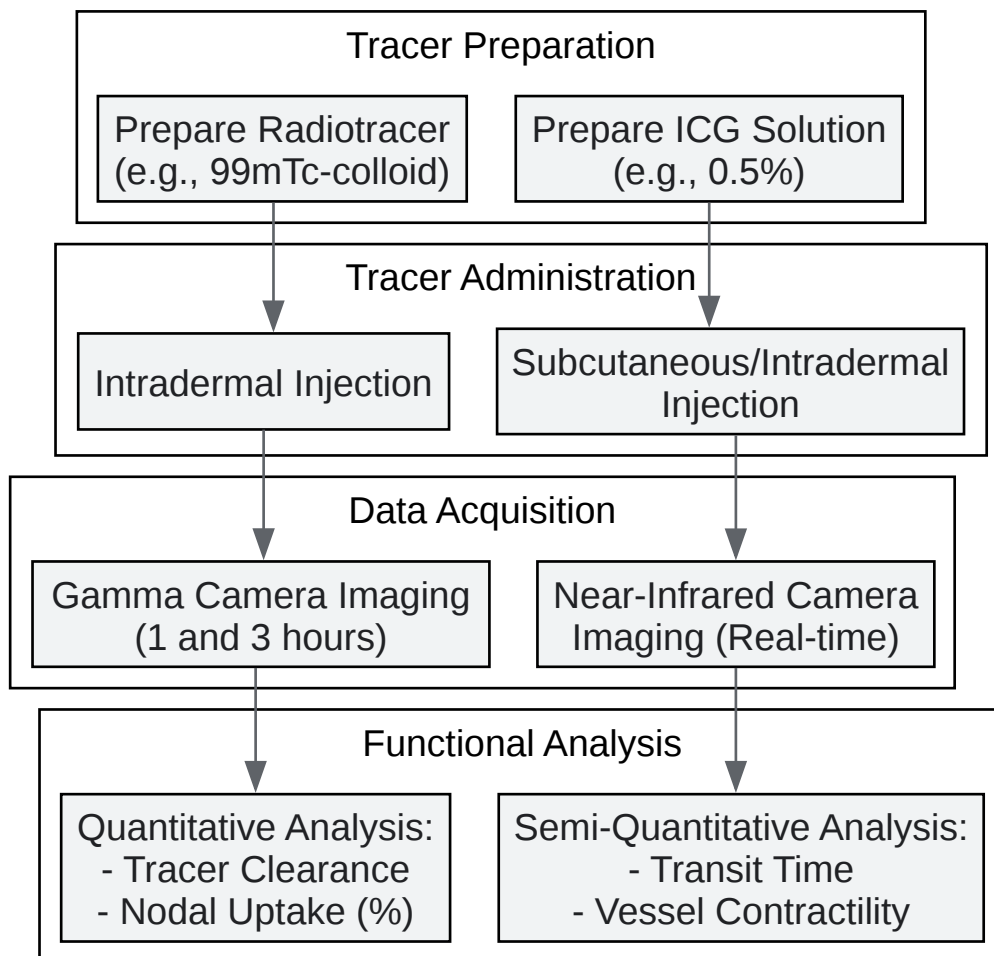 Tracer Preparation
Prepare Radiotracer
(e.g., 99mTc-colloid)
Prepare ICG Solution
(e.g., 0.5%)
Tracer Administration
Intradermal Injection
Subcutaneous/Intradermal
Injection
Data Acquisition
Gamma Camera Imaging
(1 and 3 hours)
Near-Infrared Camera
Imaging (Real-time)
Functional Analysis
Quantitative Analysis:
- Tracer Clearance
- Nodal Uptake (%)
Semi-Quantitative Analysis:
- Transit Time
- Vessel Contractility